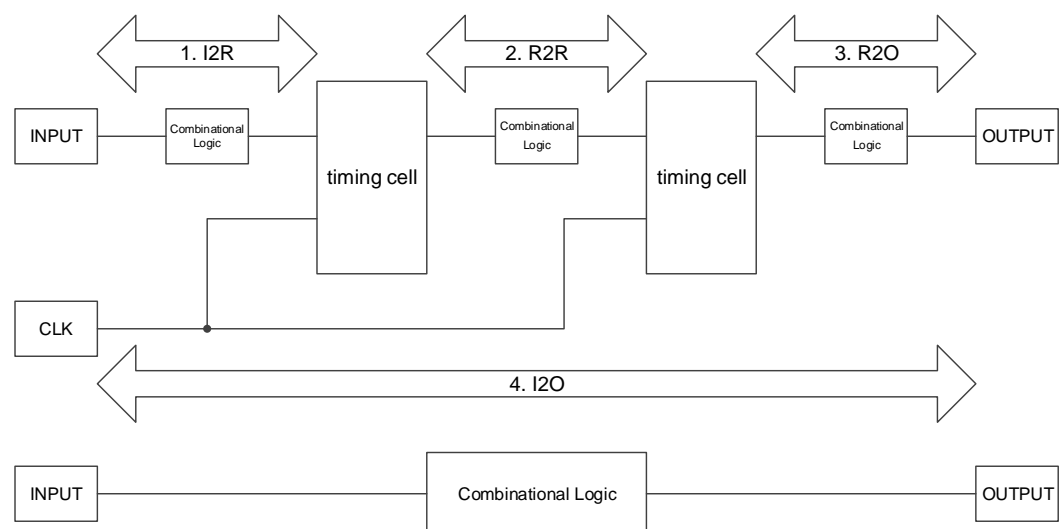 1. I2R
2. R2R
3. R2O
INPUT
Combinational
Logic
timing cell
Combinational
Logic
timing cell
Combinational
Logic
OUTPUT
CLK
4. I2O
INPUT
Combinational Logic
OUTPUT